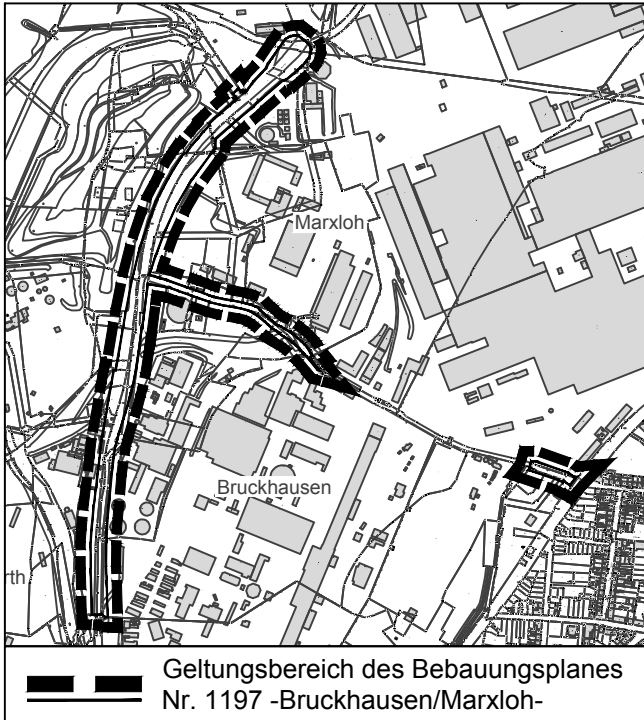 Marxloh
Bruckhausen
rth
Geltungsbereich des Bebauungsplanes
Nr. 1197 -Bruckhausen/Marxloh-